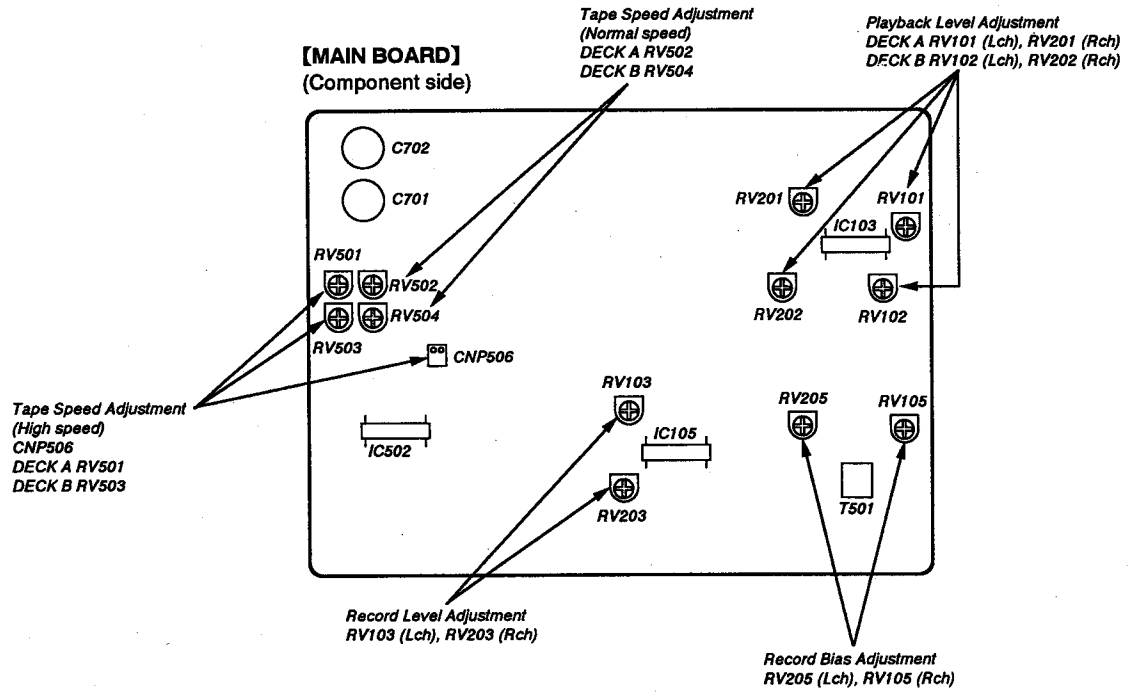 Tape Speed Adjustment
(Normal speed)
DECK A RV502
DECK B RV504
Playback Level Adjustment
DECK A RV101 (Lch), RV201 (Rch)
DECK B RV102 (Lch), RV202 (Rch)
【MAIN BOARD】
(Component side)
C702
C701
RV201
RV101
IC103
RV501
RV502
RV504
RV503
RV202
RV102
CNP506
Tape Speed Adjustment
(High speed)
CNP506
DECK A RV501
DECK B RV503
RV103
RV205
RV105
IC502
IC105
RV203
T501
Record Level Adjustment
RV103 (Lch), RV203 (Rch)
Record Bias Adjustment
RV205 (Lch), RV105 (Rch)